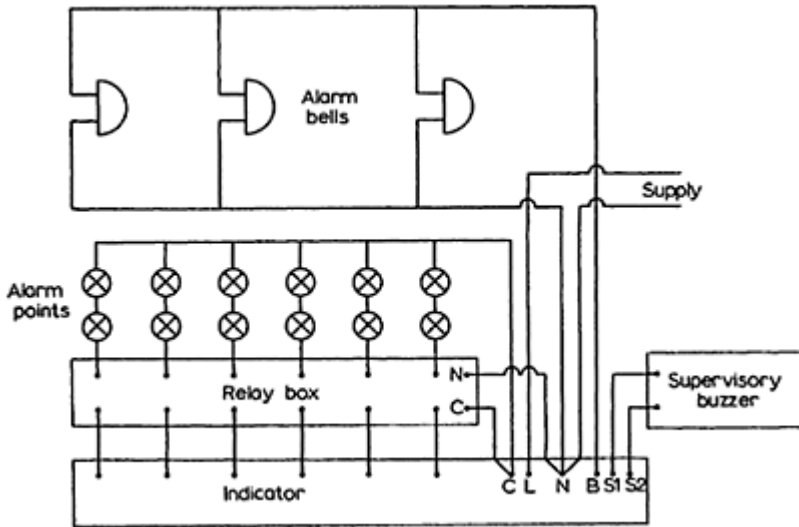 Alarm
bells
Supply
Alarm
points
N
Relay box
C
Supervisory
buzzer
Indicator
C L N B S1 S2